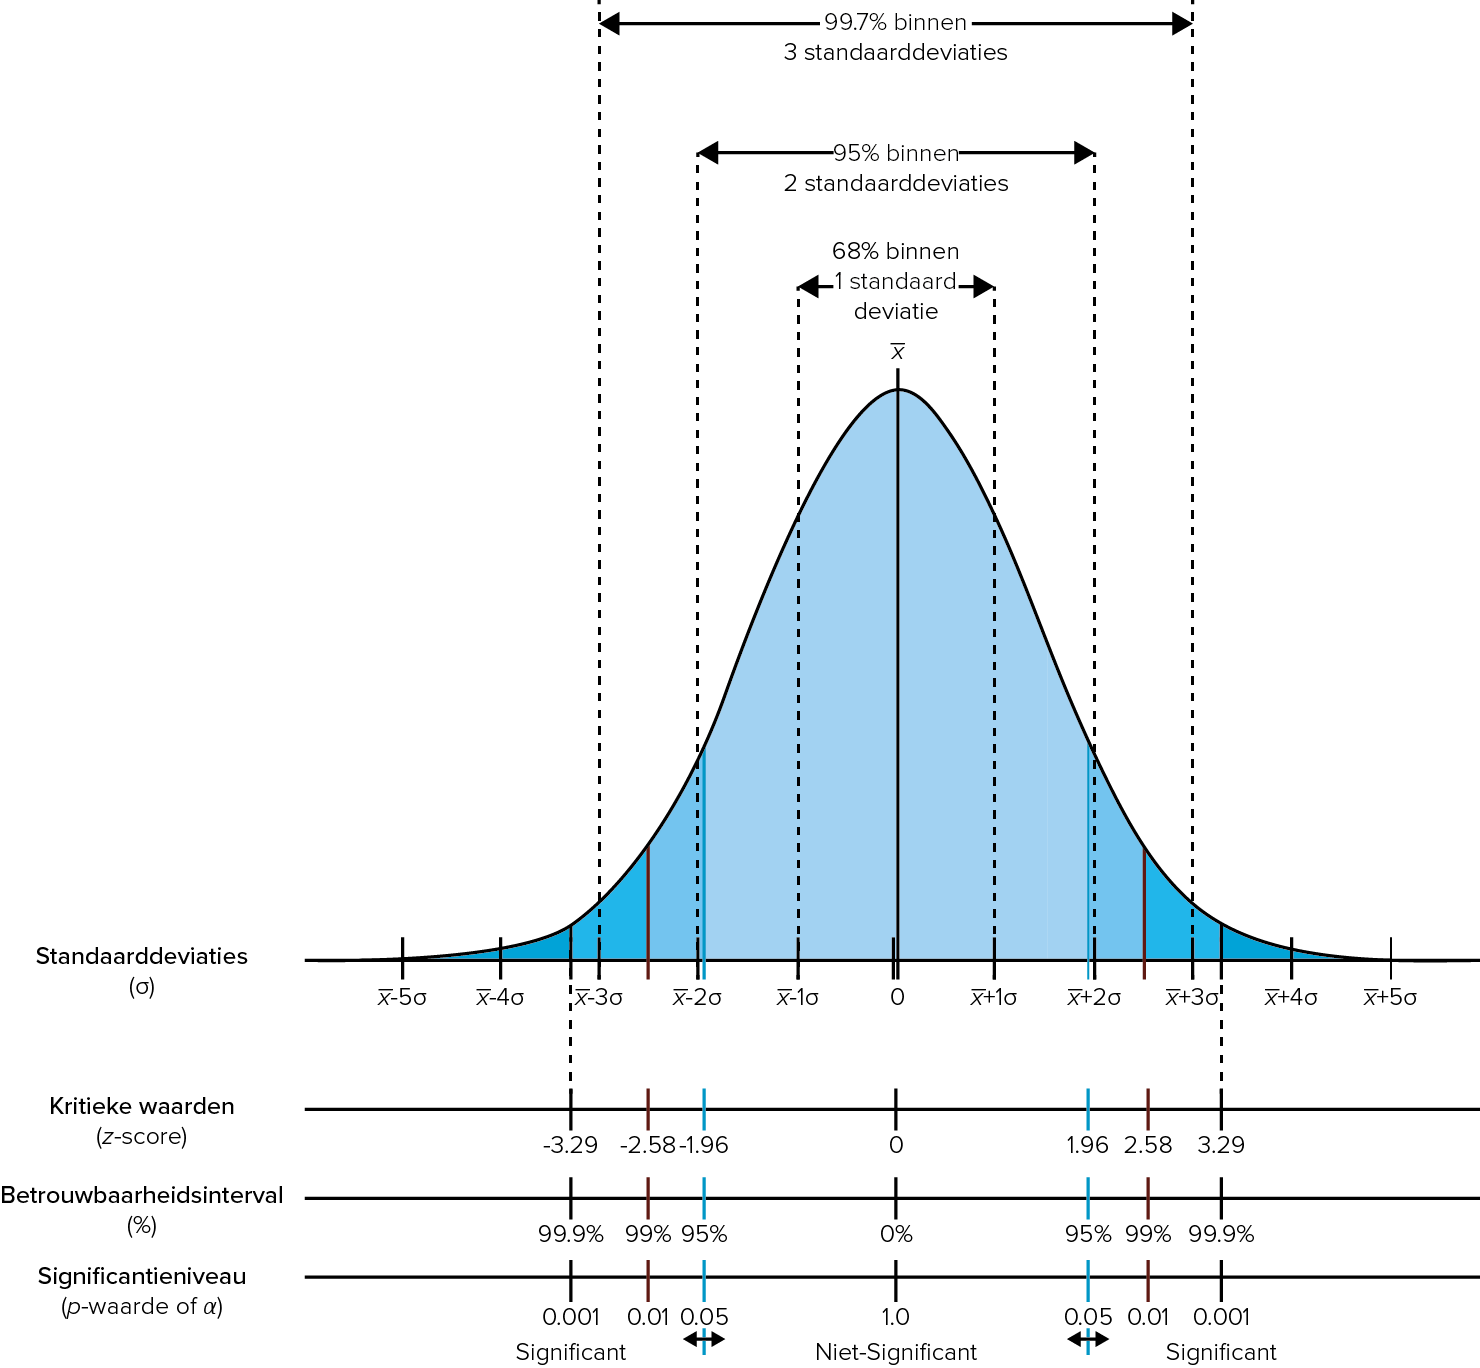 99.7% binnen
3 standaarddeviaties
95% binnen
2 standaarddeviaties
68% binnen
1 standaard
deviatie
x̅
Standaarddeviaties
(σ)
x̅-5σ x̅-4σ x̅-3σ x̅-2σ x̅-1σ 0 x̅+1σ x̅+2σ x̅+3σ x̅+4σ x̅+5σ
Kritieke waarden
(z-score)
-3.29 -2.58 -1.96 0 1.96 2.58 3.29
Betrouwbaarheidsinterval
(%)
99.9% 99% 95% 0% 95% 99% 99.9%
Significantieniveau
(p-waarde of α)
0.001 0.01 0.05 1.0 0.05 0.01 0.001
Significant Niet-Significant Significant